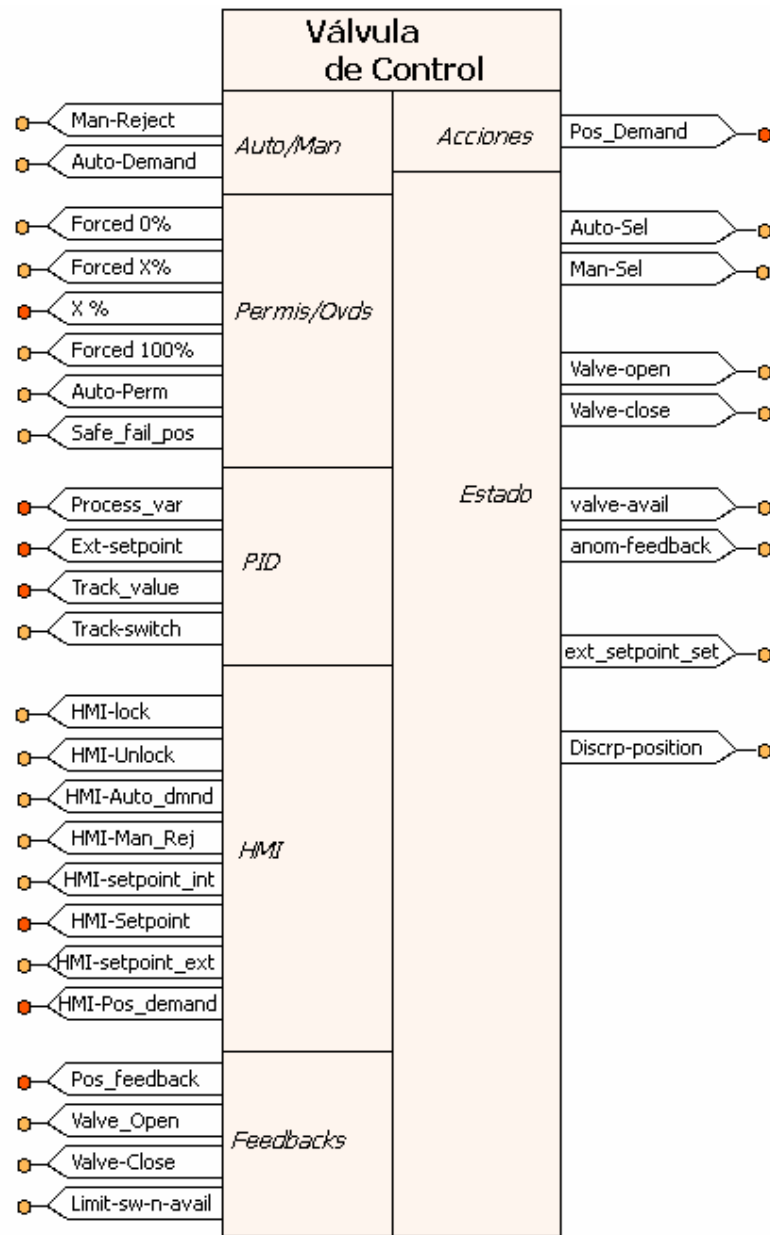 Válvula
de Control
Man-Reject
Auto-Demand
Auto/Man
Acciones
Pos_Demand
Forced 0%
Forced X%
X %
Forced 100%
Auto-Perm
Safe_fail_pos
Permis/Ovds
Auto-Sel
Man-Sel
Valve-open
Valve-close
Process_var
Ext-setpoint
Track_value
Track-switch
PID
Estado
valve-avail
anom-feedback
ext_setpoint_set
Discrp-position
HMI-lock
HMI-Unlock
HMI-Auto_dmnd
HMI-Man_Rej
HMI-setpoint_int
HMI-Setpoint
HMI-setpoint_ext
HMI-Pos_demand
HMI
Pos_feedback
Valve_Open
Valve-Close
Limit-sw-n-avail
Feedbacks